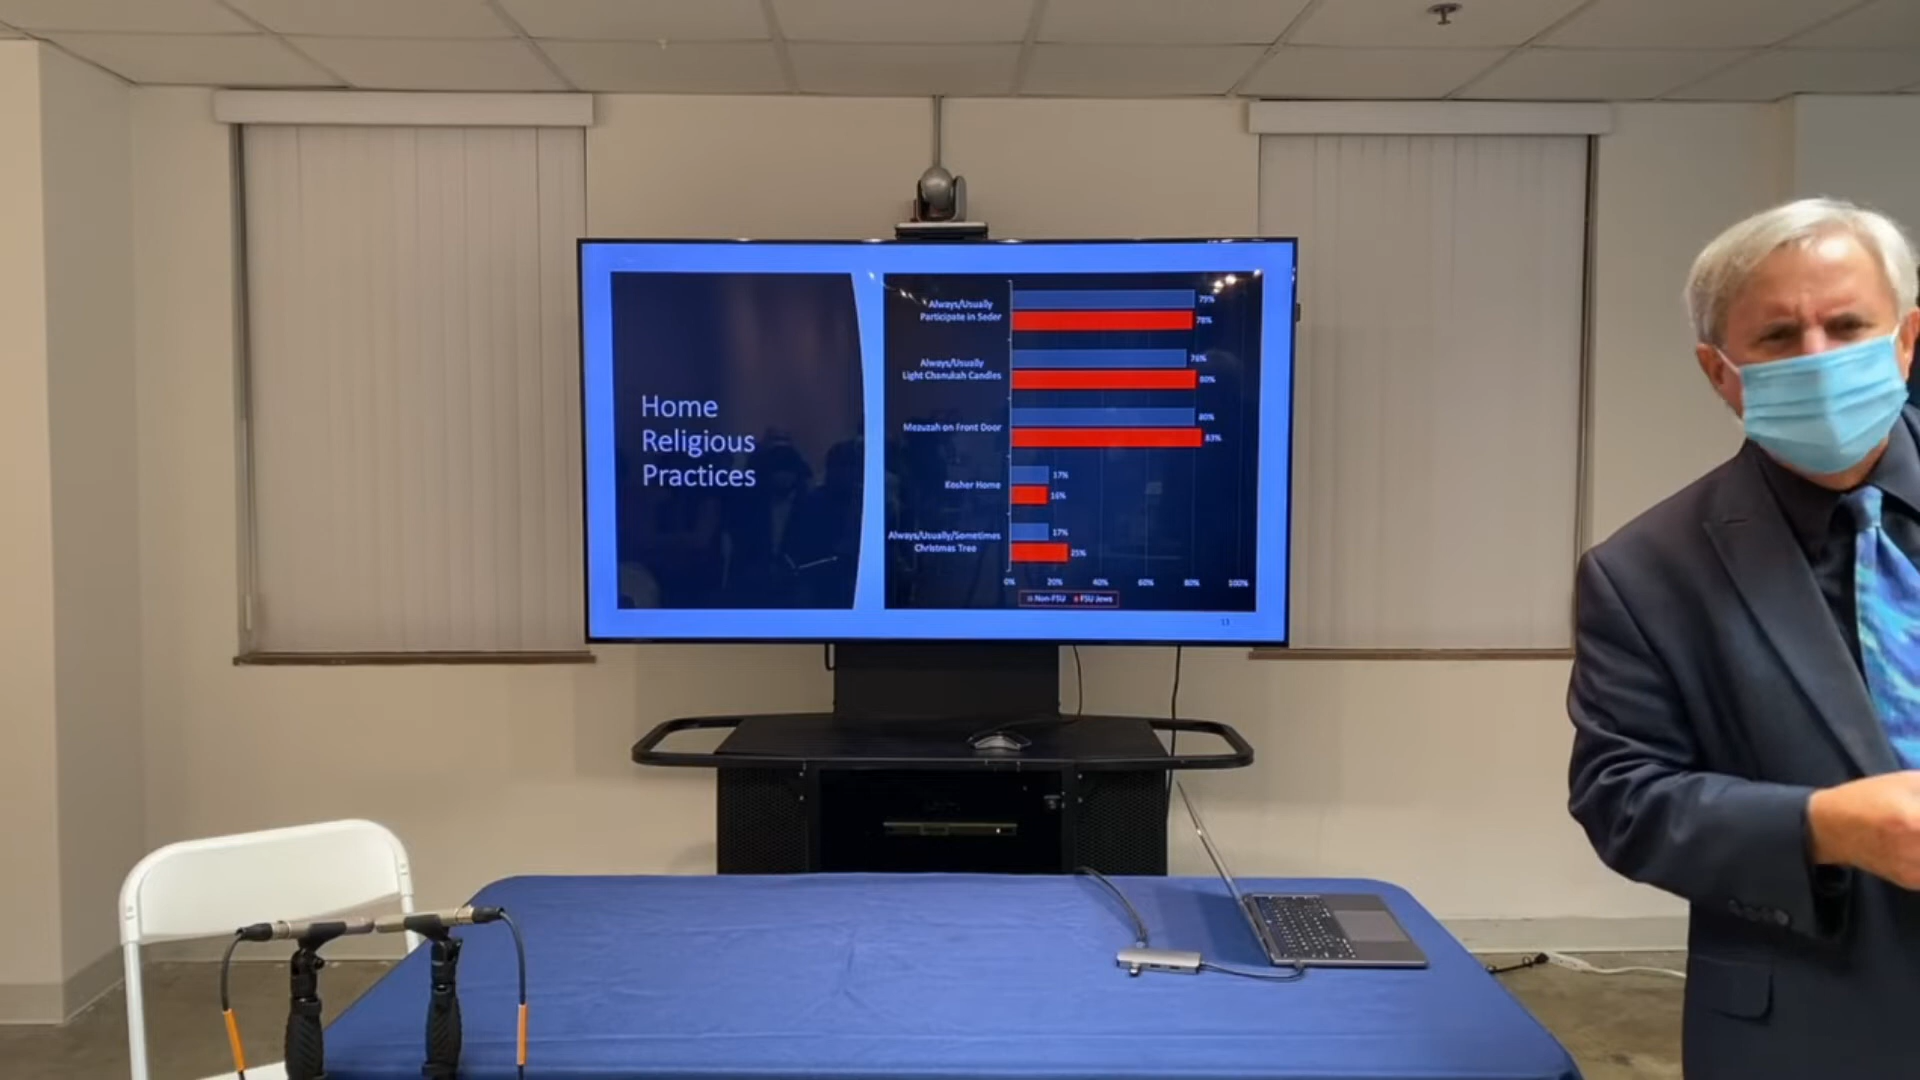 Home
Religious
Practices
Always/Usually
Participate in Seder
79%
78%
Always/Usually
Light Chanukah Candles
76%
80%
Mezuzah on Front Door
80%
83%
Kosher Home
17%
16%
Always/Usually/Sometimes
Christmas Tree
17%
25%
0% 20% 40% 60% 80% 100%
Non-FSU FSU Jews
13